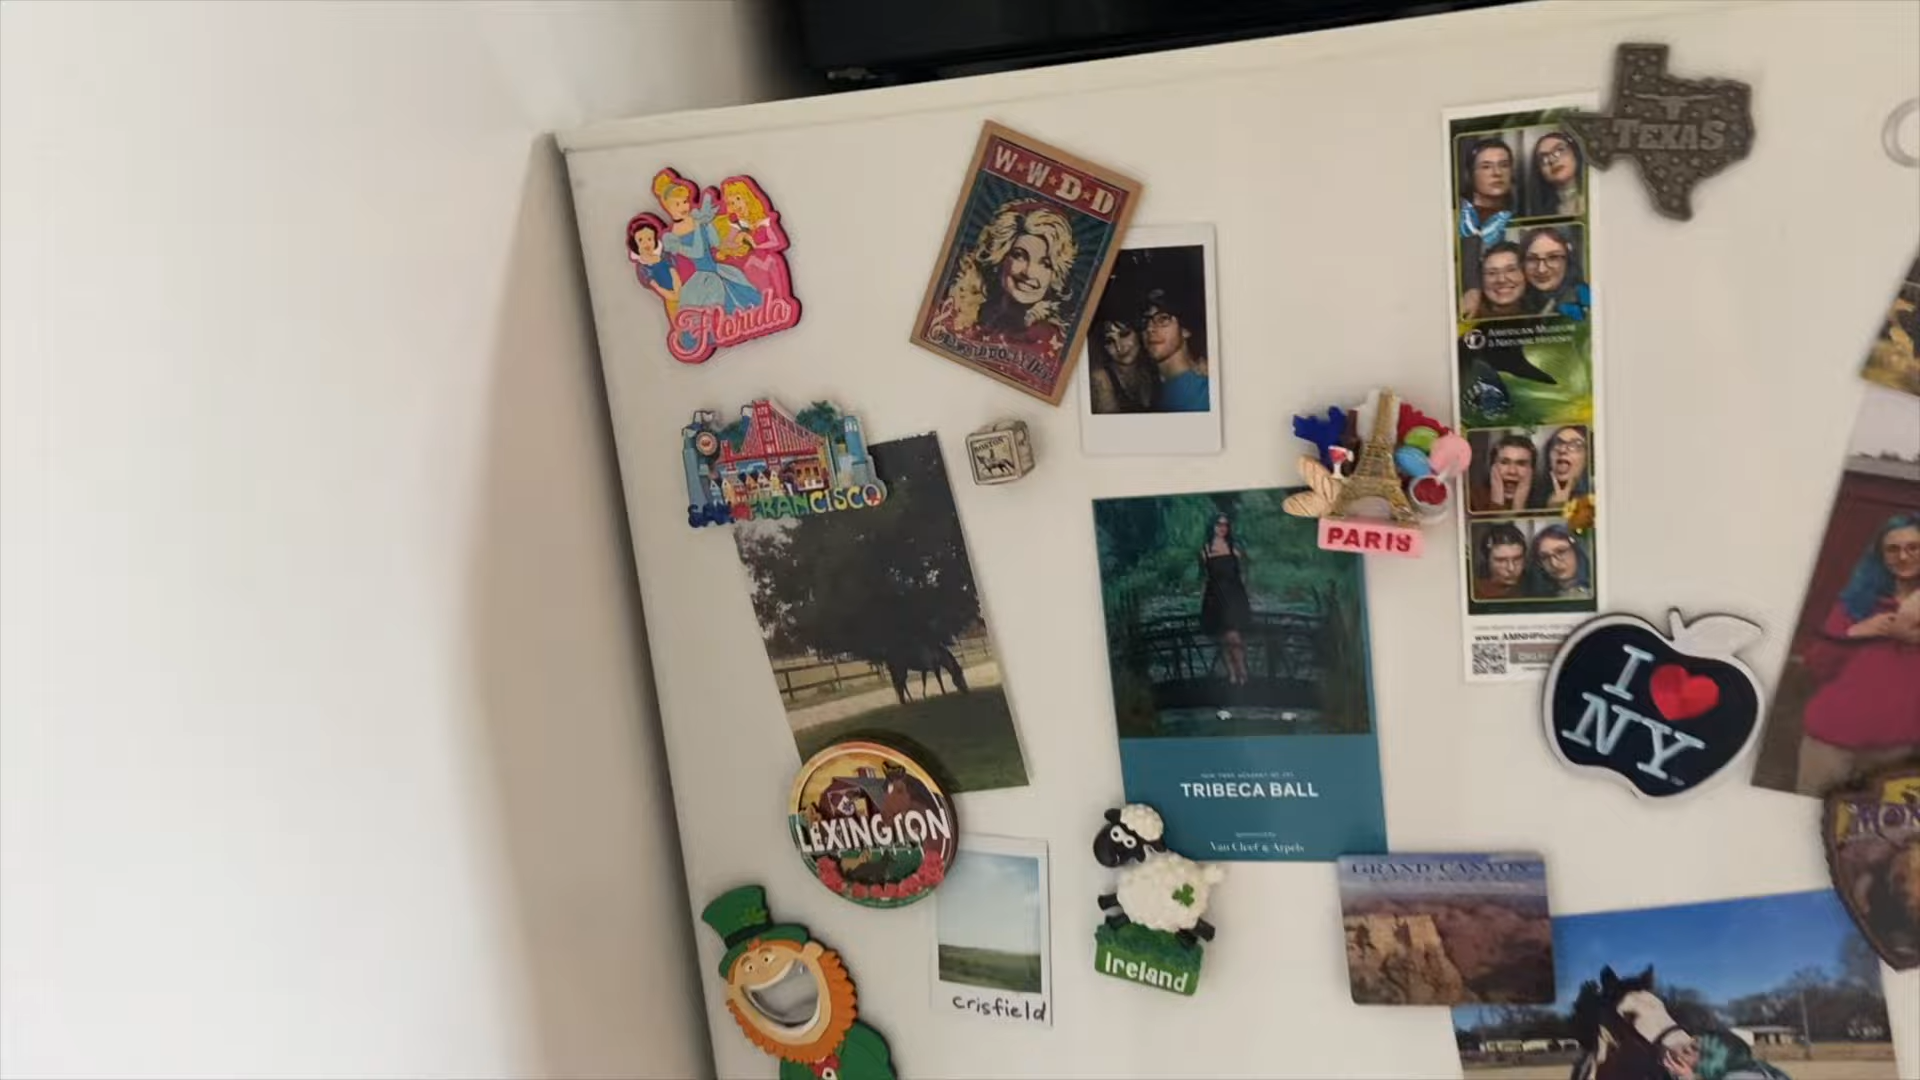 TEXAS
W★W★D★D
Florida
AMERICAN MUSEUM
& NATURAL HISTORY
BOSTON
SAN FRANCISCO
PARIS
I ♥
NY
TRIBECA BALL
Van Cleef & Arpels
LEXINGTON
GRAND CANYON
Ireland
crisfield